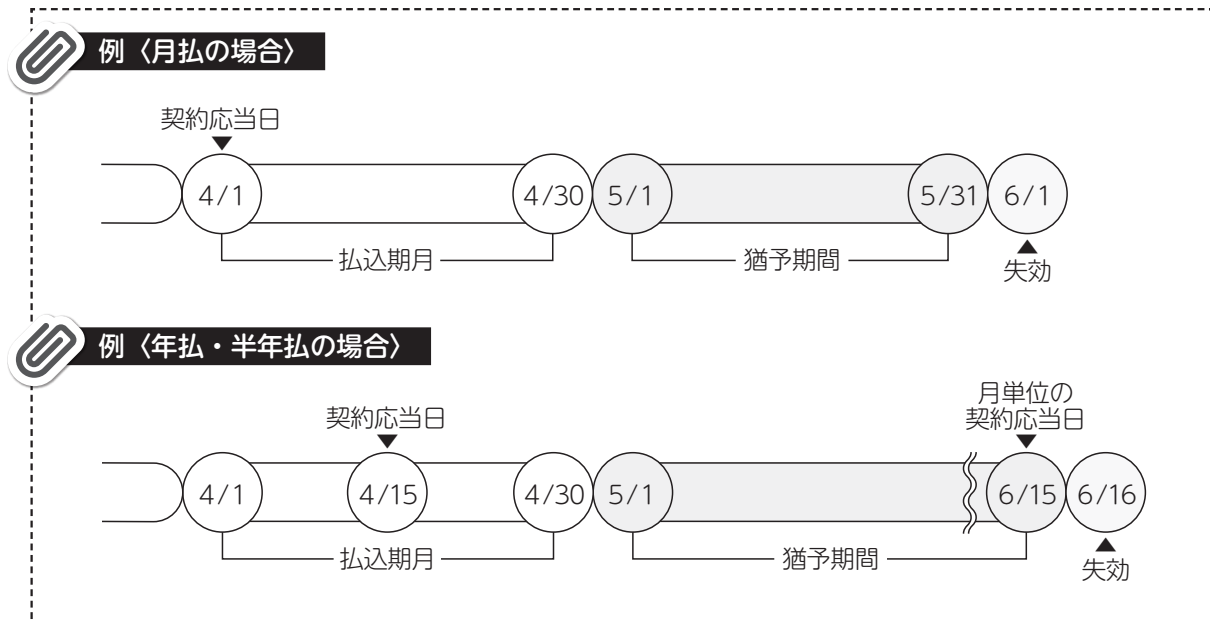 例〈月払の場合〉
契約応当日
4/1
4/30
5/1
5/31
6/1
払込期月
猶予期間
失効
例〈年払・半年払の場合〉
契約応当日
月単位の
契約応当日
4/1
4/15
4/30
5/1
6/15
6/16
払込期月
猶予期間
失効